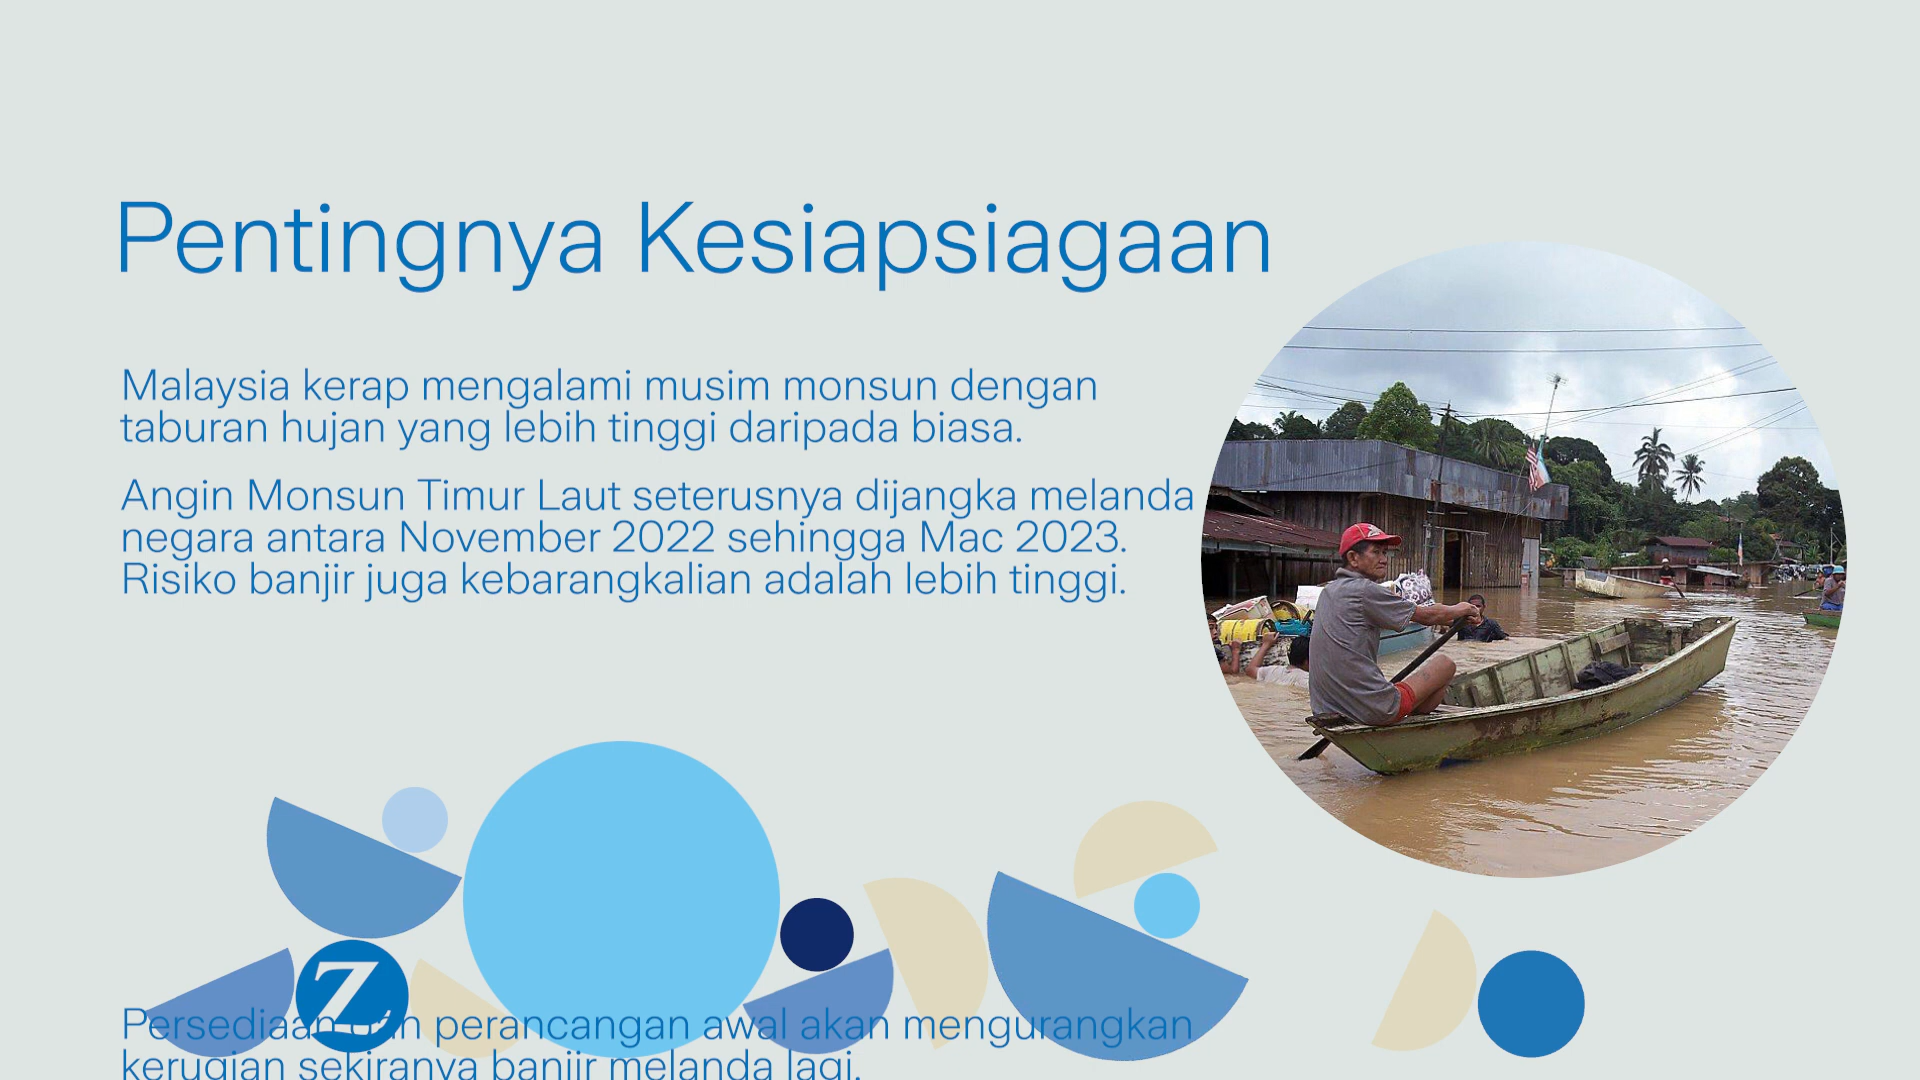 Pentingnya Kesiapsiagaan
Malaysia kerap mengalami musim monsun dengan
taburan hujan yang lebih tinggi daripada biasa.
Angin Monsun Timur Laut seterusnya dijangka melanda
negara antara November 2022 sehingga Mac 2023.
Risiko banjir juga kebarangkalian adalah lebih tinggi.
Z
Persediaan dan perancangan awal akan mengurangkan
kerugian sekiranya banjir melanda lagi.